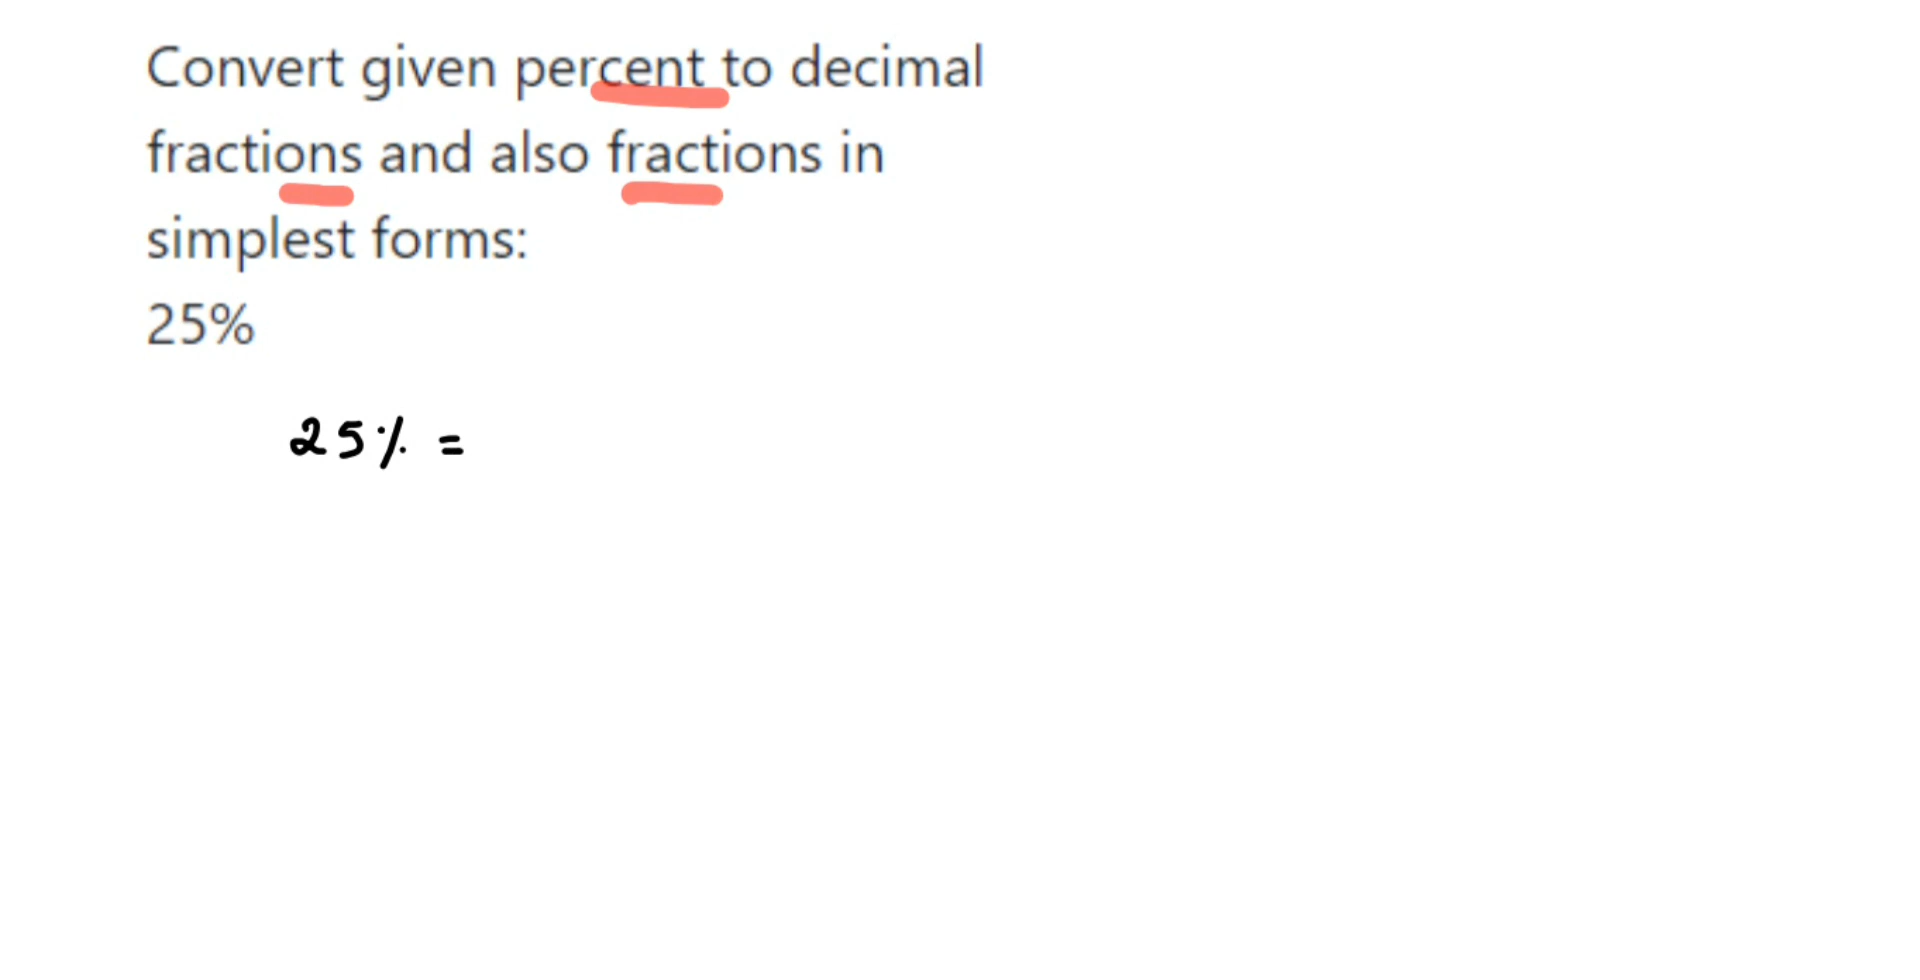 Convert given percent to decimal
fractions and also fractions in
simplest forms:
25%
25% =